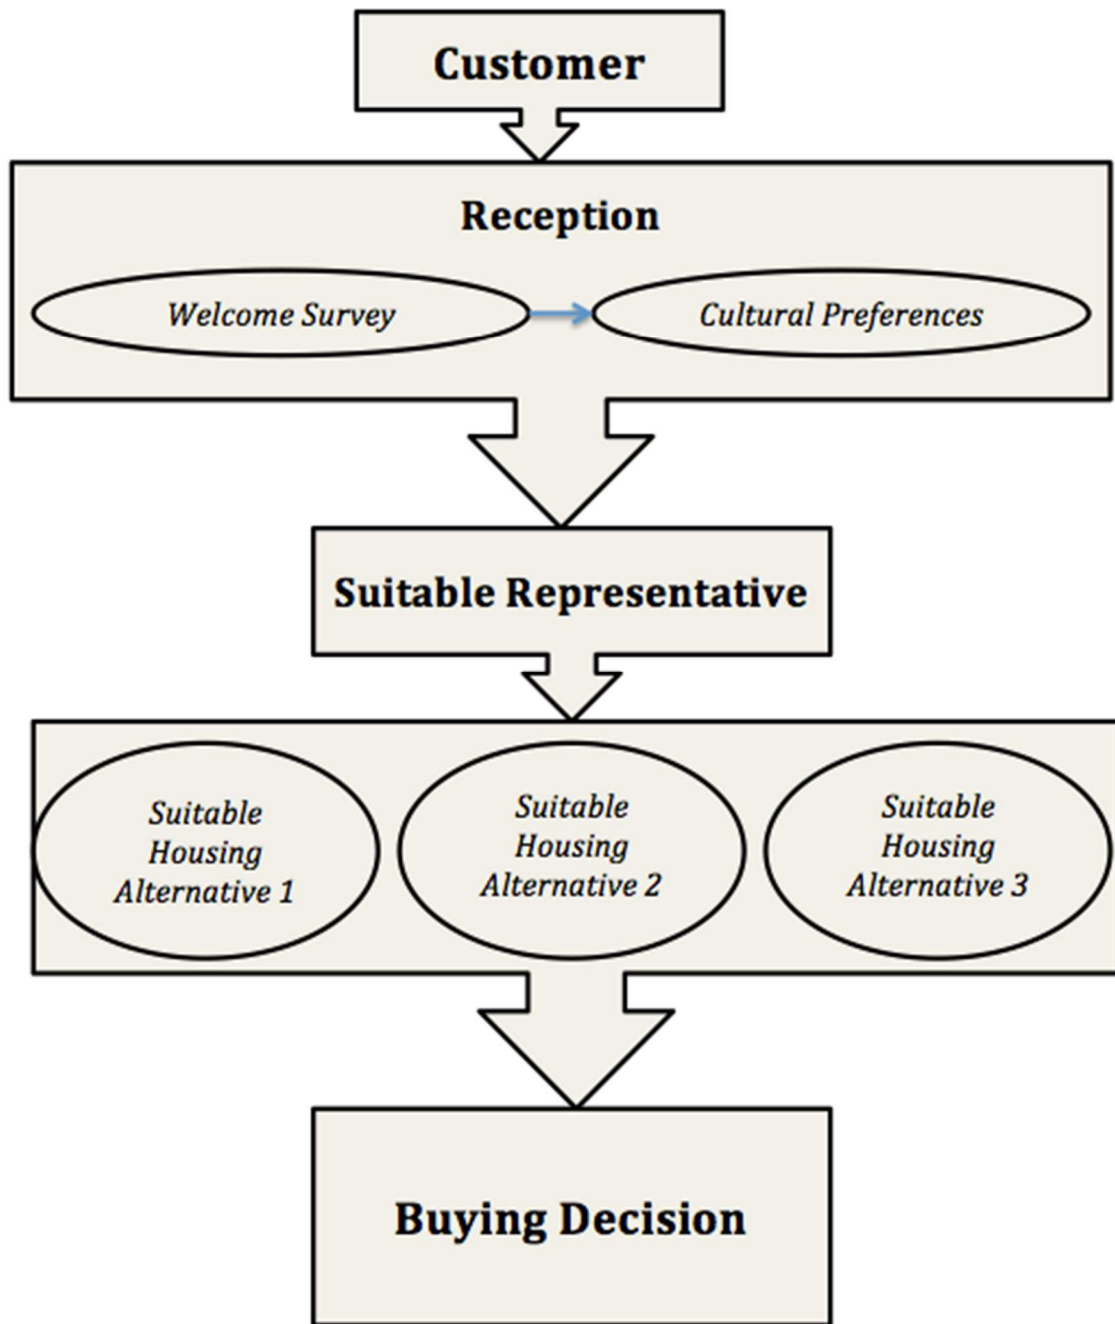 Customer
Reception
Welcome Survey
Cultural Preferences
Suitable Representative
Suitable
Housing
Alternative 1
Suitable
Housing
Alternative 2
Suitable
Housing
Alternative 3
Buying Decision